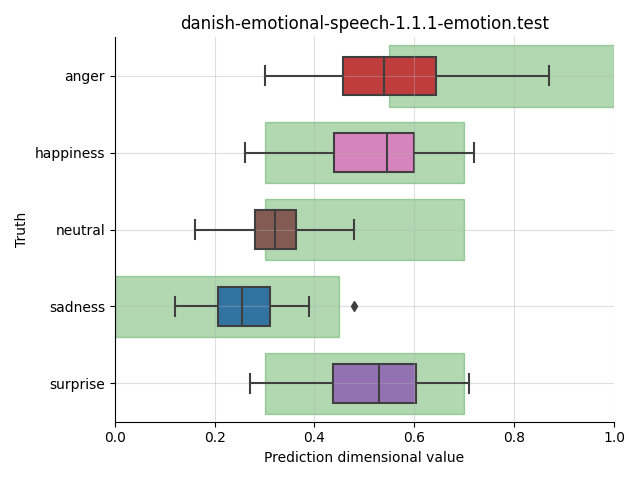 danish-emotional-speech-1.1.1-emotion.test
anger
happiness
neutral
sadness
surprise
Truth
0.0 0.2 0.4 0.6 0.8 1.0
Prediction dimensional value